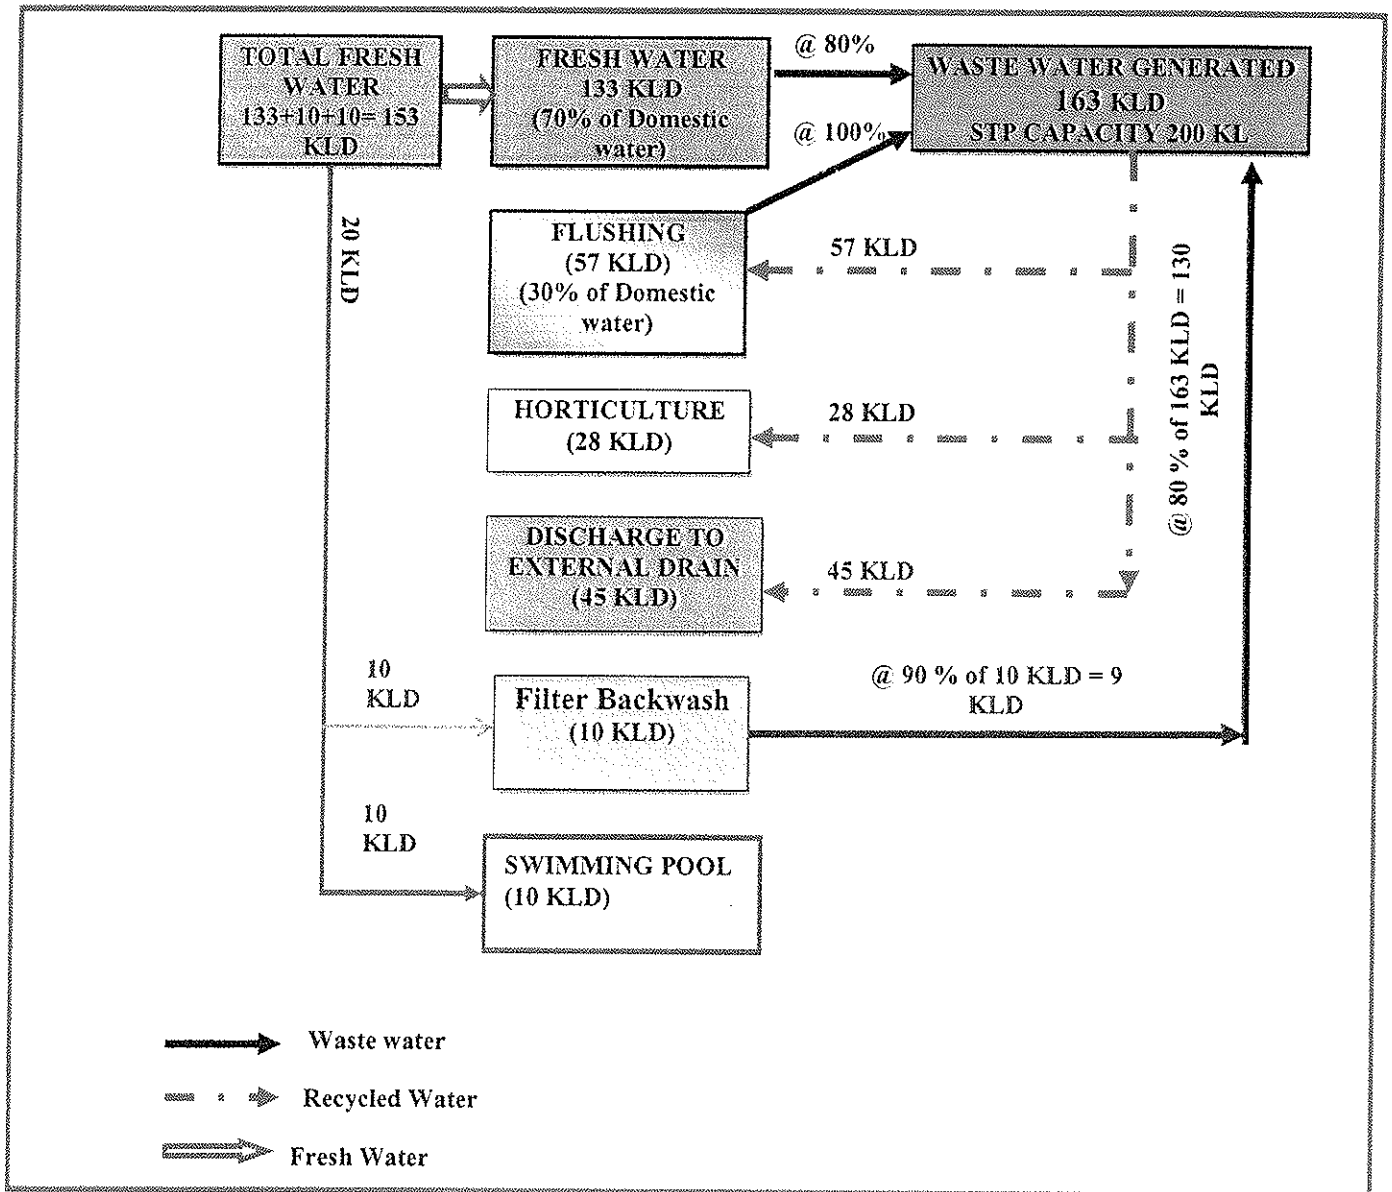 TOTAL FRESH
WATER
133+10+10= 153
KLD
FRESH WATER
133 KLD
(70% of Domestic
water)
@ 80%
@ 100%
WASTE WATER GENERATED
163 KLD
STP CAPACITY 200 KL
20 KLD
FLUSHING
(57 KLD)
(30% of Domestic
water)
57 KLD
@ 80 % of 163 KLD = 130
KLD
HORTICULTURE
(28 KLD)
28 KLD
DISCHARGE TO
EXTERNAL DRAIN
(45 KLD)
45 KLD
10
KLD
Filter Backwash
(10 KLD)
@ 90 % of 10 KLD = 9
KLD
10
KLD
SWIMMING POOL
(10 KLD)
Waste water
Recycled Water
Fresh Water